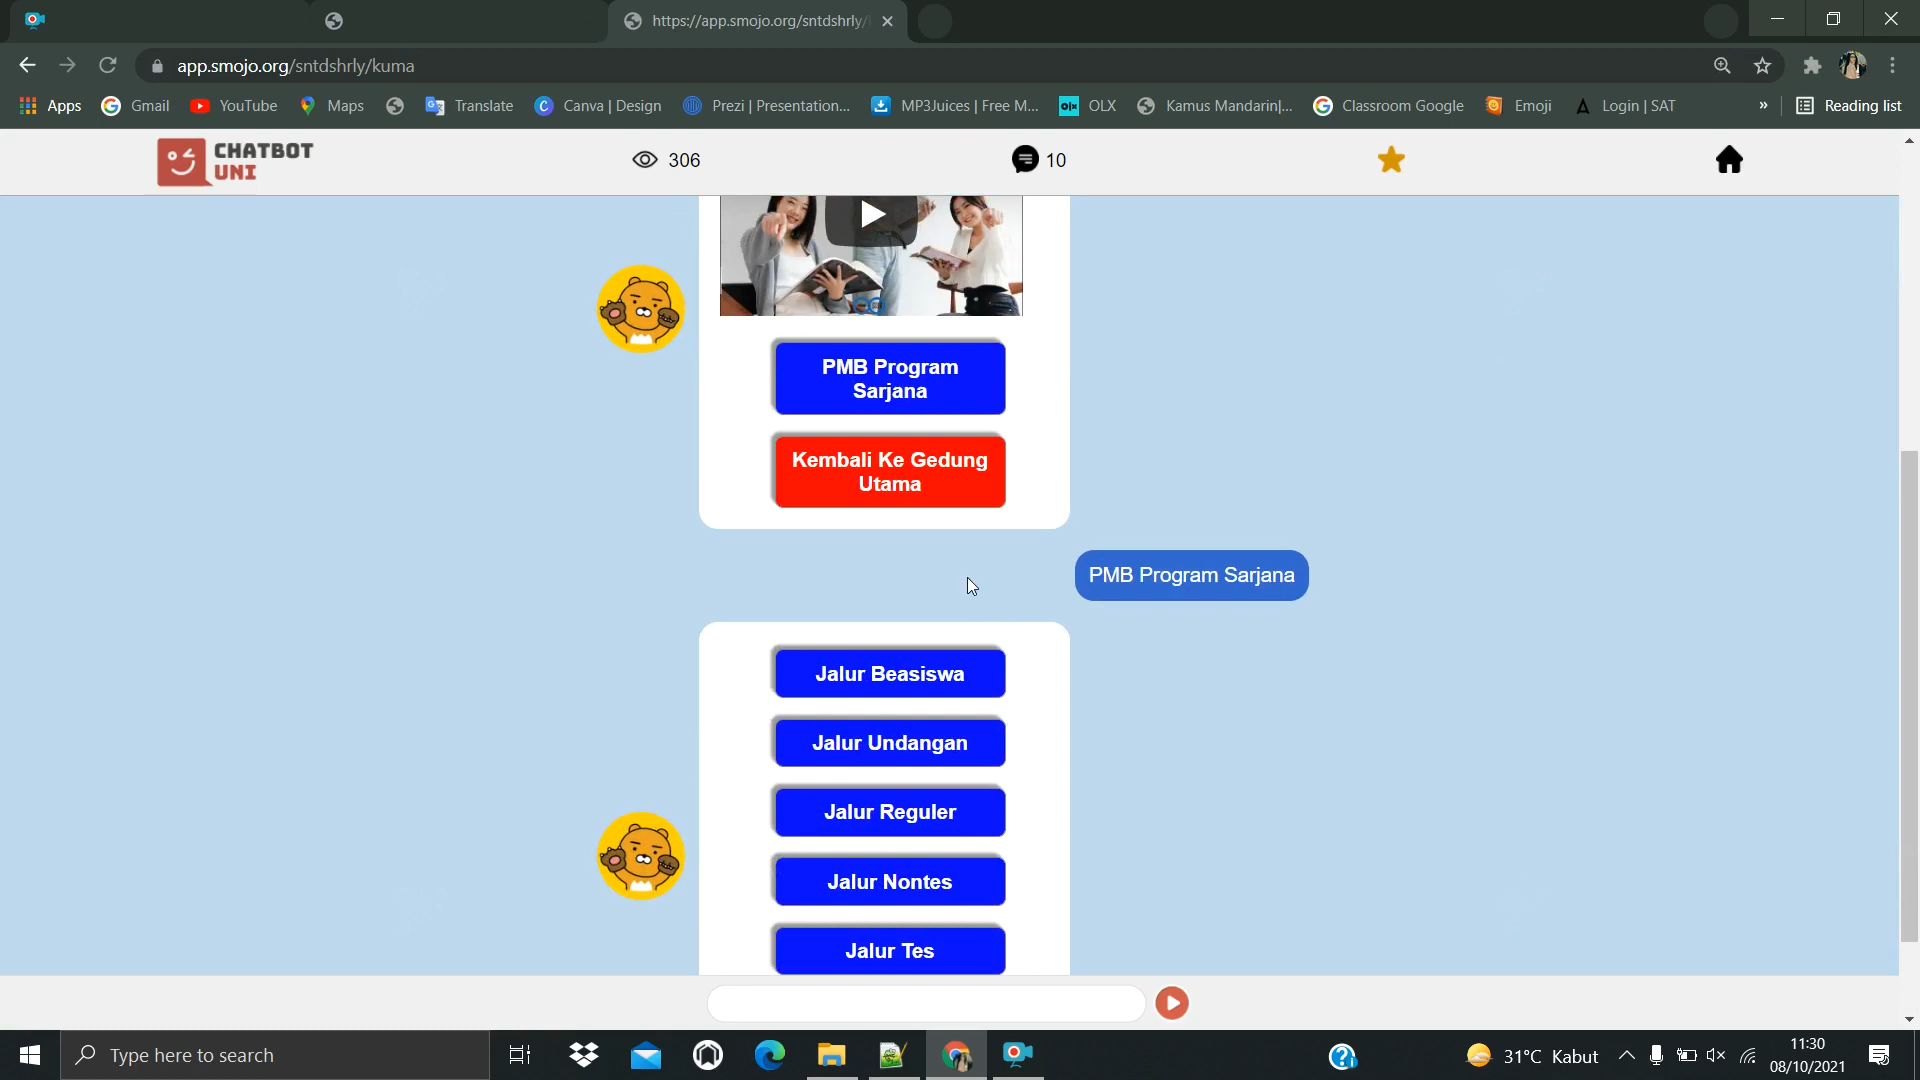 https://app.smojo.org/sntdshrly/
app.smojo.org/sntdshrly/kuma
Apps Gmail YouTube Maps Translate Canva | Design Prezi | Presentation... MP3Juices | Free M... OLX Kamus Mandarin|... Classroom Google Emoji Login | SAT » Reading list
CHATBOT
UNI
306
10
PMB Program
Sarjana
Kembali Ke Gedung
Utama
PMB Program Sarjana
Jalur Beasiswa
Jalur Undangan
Jalur Reguler
Jalur Nontes
Jalur Tes
Type here to search
31°C Kabut
11:30
08/10/2021